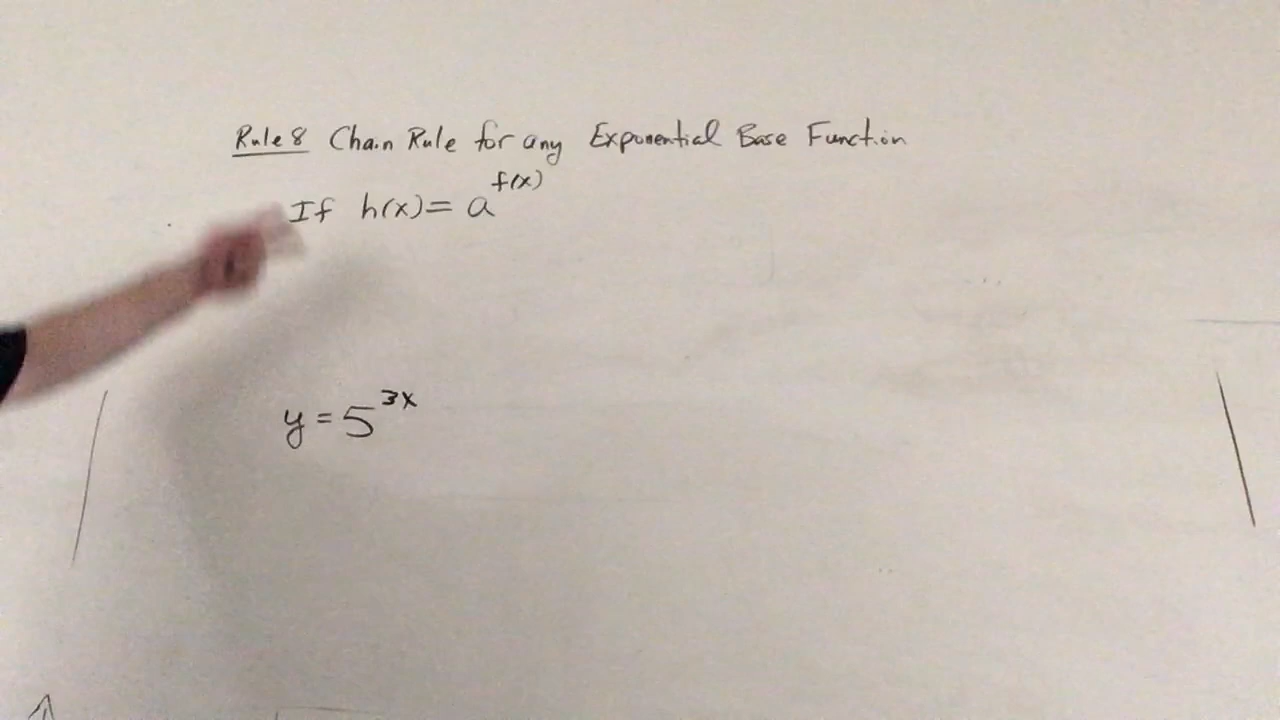 Rule 8 Chain Rule for any Exponential Base Function
If h(x) = a^f(x)
y = 5^3x